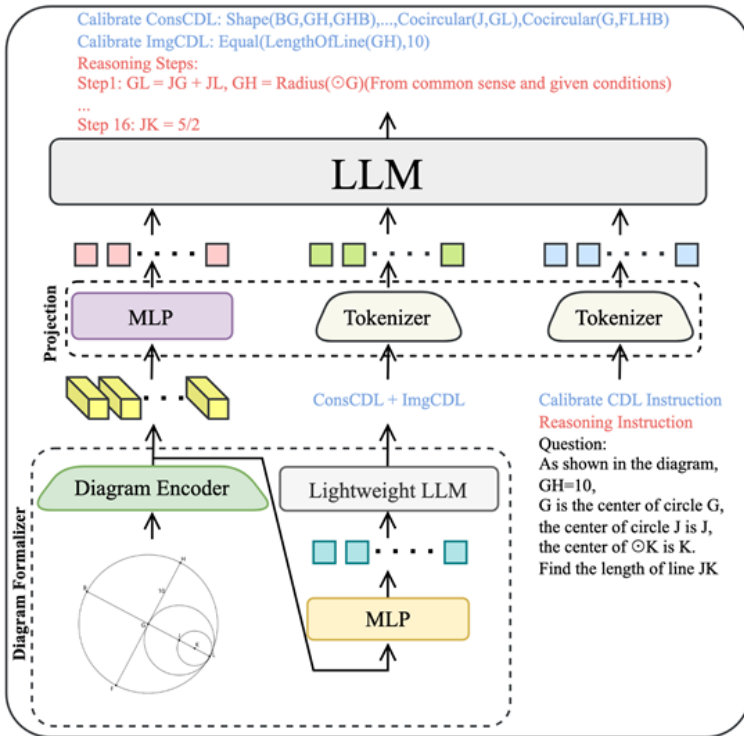 Calibrate ConsCDL: Shape(BG,GH,GHB),...,Cocircular(J,GL),Cocircular(G,FLHB)
Calibrate ImgCDL: Equal(LengthOfLine(GH),10)
Reasoning Steps:
Step1: GL = JG + JL, GH = Radius(⊙G)(From common sense and given conditions)
...
Step 16: JK = 5/2
LLM
Projection
MLP
Tokenizer
Tokenizer
ConsCDL + ImgCDL
Calibrate CDL Instruction
Reasoning Instruction
Question:
As shown in the diagram,
GH=10,
G is the center of circle G,
the center of circle J is J,
the center of ⊙K is K.
Find the length of line JK
Diagram Formalizer
Diagram Encoder
Lightweight LLM
MLP
H
10
G
K
L
F